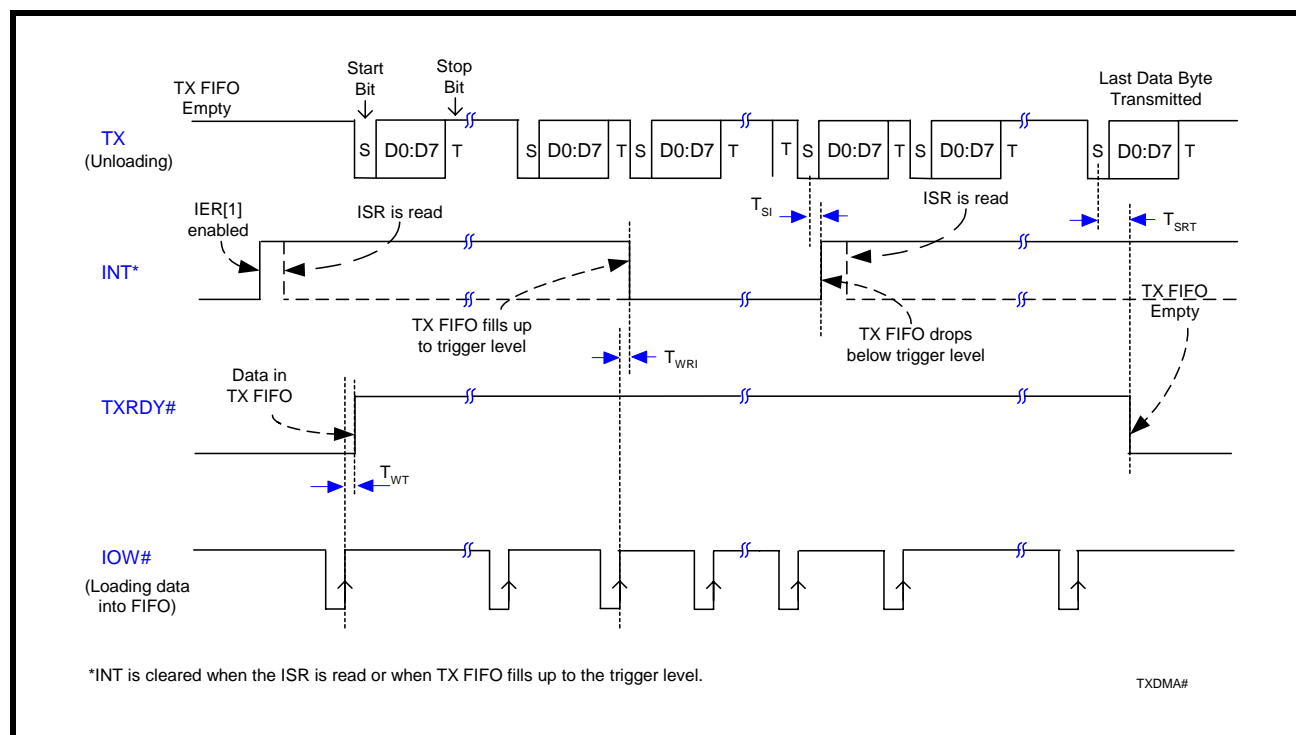 TX FIFO
Empty
Start
Bit
Stop
Bit
Last Data Byte
Transmitted
TX
(Unloading)
S D0:D7 T S D0:D7 T S D0:D7 T T S D0:D7 T S D0:D7 T S D0:D7 T
IER[1]
enabled
ISR is read
TSI
ISR is read
TSRT
INT*
TX FIFO fills up
to trigger level
TX FIFO drops
below trigger level
TX FIFO
Empty
TWRI
Data in
TX FIFO
TXRDY#
TWT
IOW#
(Loading data
into FIFO)
*INT is cleared when the ISR is read or when TX FIFO fills up to the trigger level.
TXDMA#